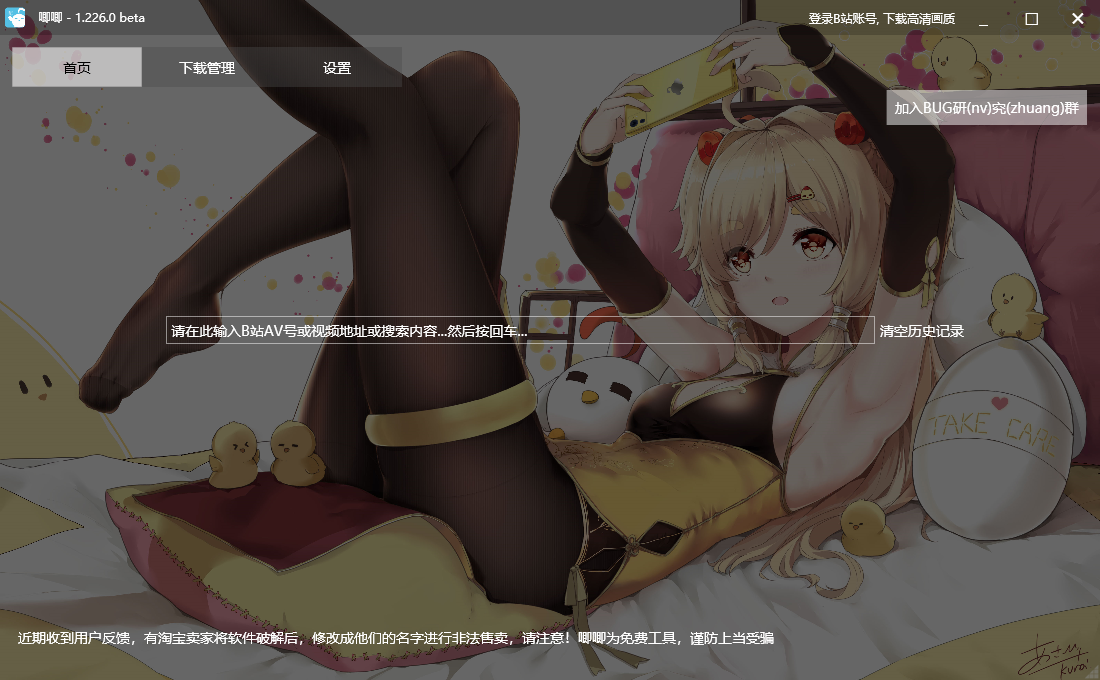 唧唧 - 1.226.0 beta
登录B站账号, 下载高清画质
首页
下载管理
设置
加入BUG研(nv)究(zhuang)群
请在此输入B站AV号或视频地址或搜索内容...然后按回车...
清空历史记录
TAKE CARE
近期收到用户反馈，有淘宝卖家将软件破解后，修改成他们的名字进行非法售卖，请注意！唧唧为免费工具，谨防上当受骗